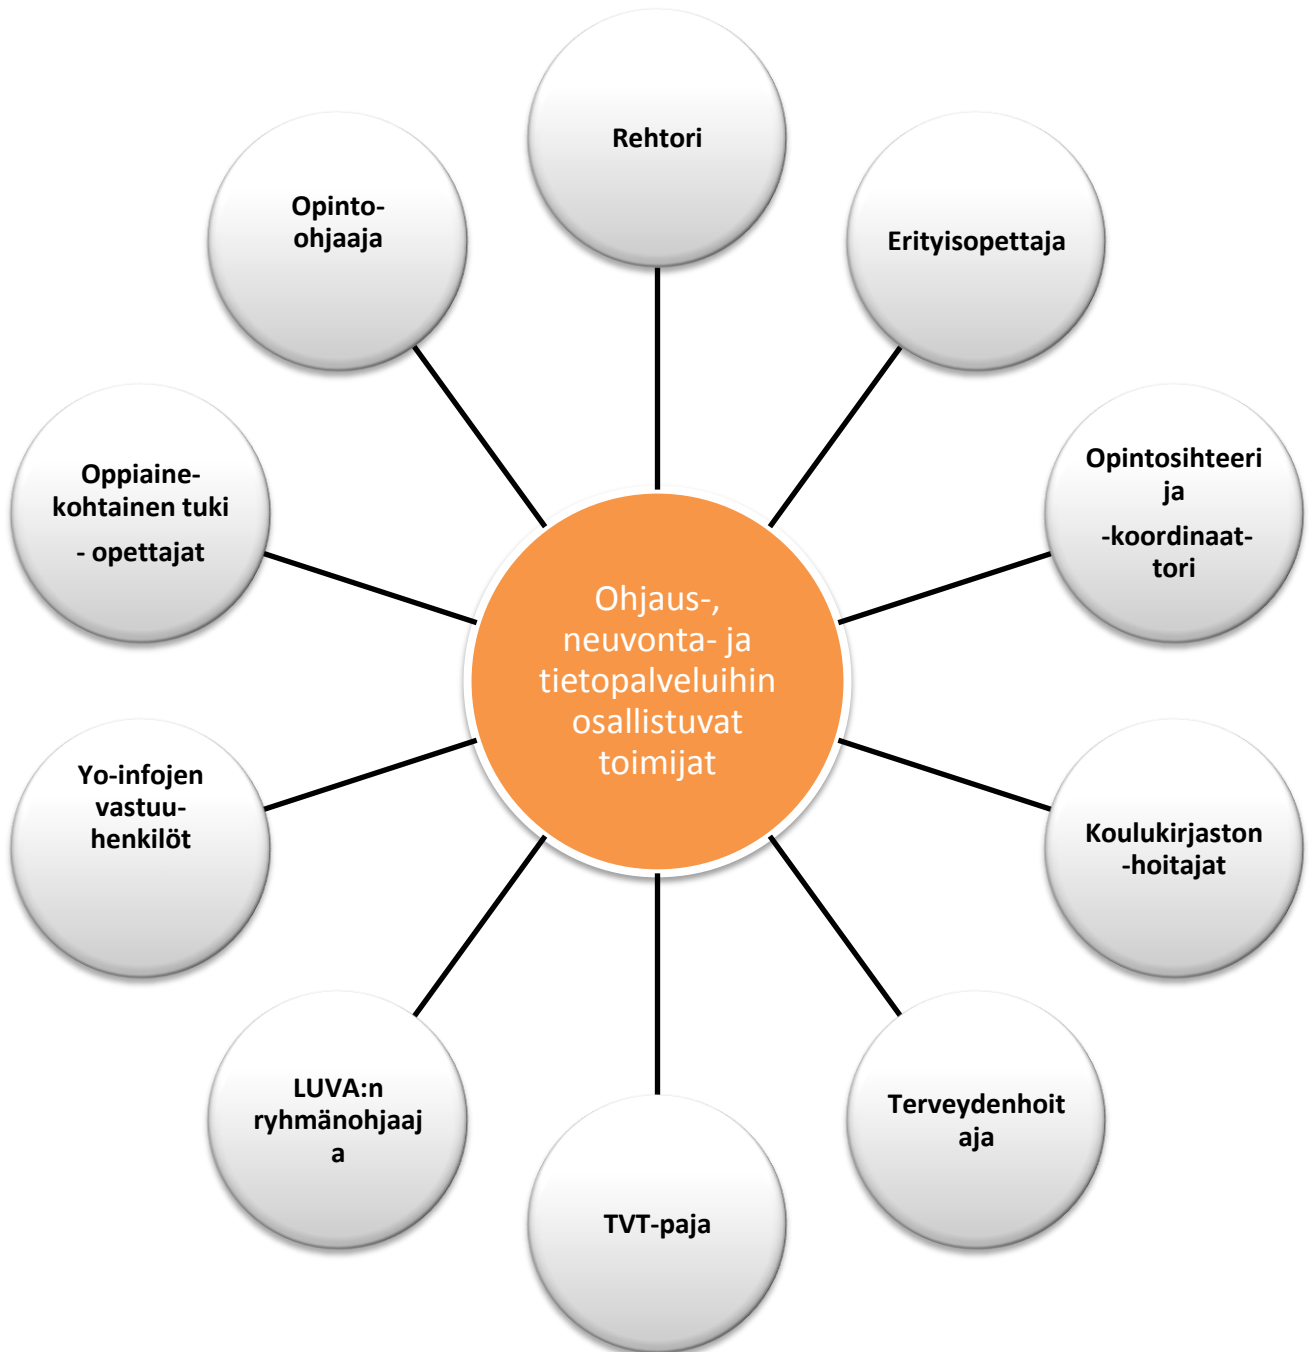 Rehtori
Erityisopettaja
Opintosihteeri
ja
-koordinaat-
tori
Koulukirjaston
-hoitajat
Terveydenhoit
aja
TVT-paja
LUVA:n
ryhmänohjaaj
a
Yo-infojen
vastuu-
henkilöt
Oppiaine-
kohtainen tuki
- opettajat
Opinto-
ohjaaja
Ohjaus-,
neuvonta- ja
tietopalveluihin
osallistuvat
toimijat